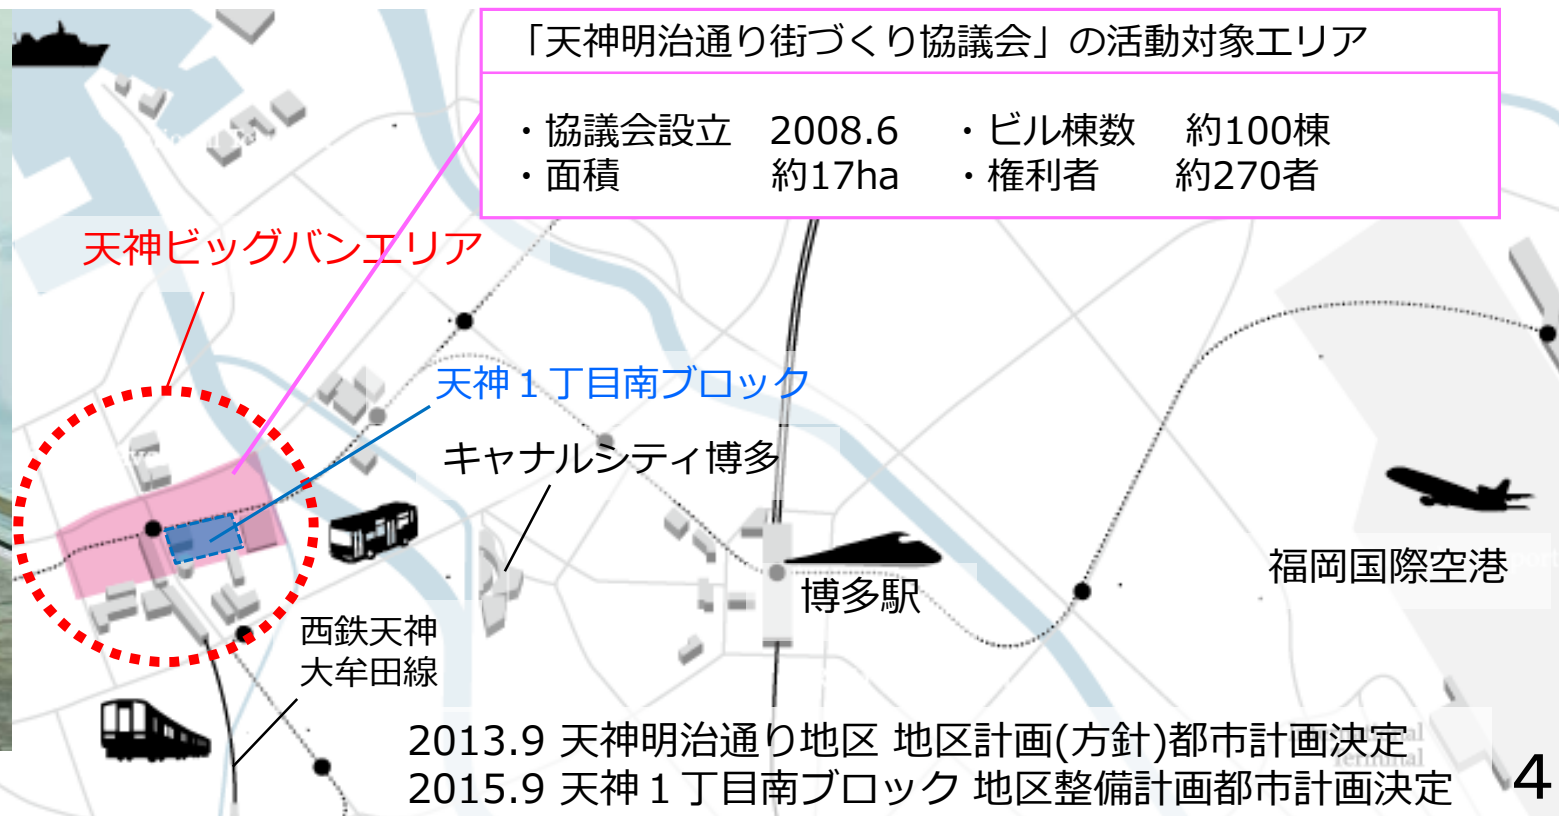 「天神明治通り街づくり協議会」の活動対象エリア
・協議会設立　2008.6　・ビル棟数　約100棟
・面積　約17ha　・権利者　約270者
天神ビッグバンエリア
天神１丁目南ブロック
キャナルシティ博多
福岡国際空港
博多駅
西鉄天神
大牟田線
2013.9 天神明治通り地区 地区計画(方針)都市計画決定
2015.9 天神１丁目南ブロック 地区整備計画都市計画決定
International
Terminal
4